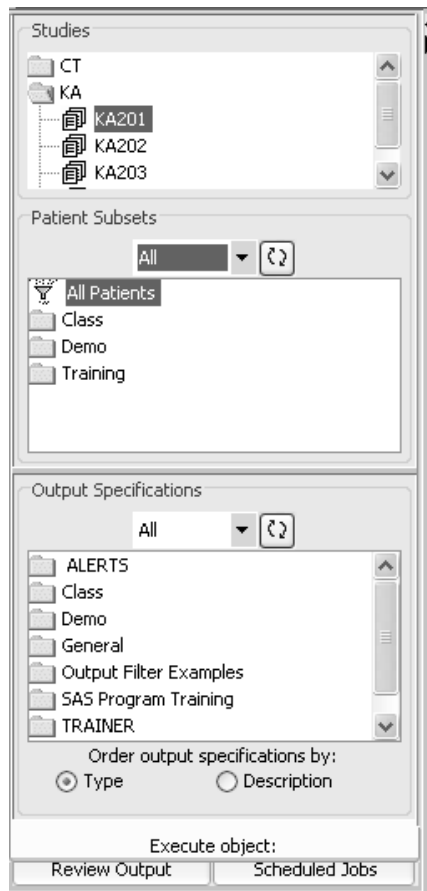 Studies
CT
KA
KA201
KA202
KA203
Patient Subsets
All
All Patients
Class
Demo
Training
Output Specifications
All
ALERTS
Class
Demo
General
Output Filter Examples
SAS Program Training
TRAINER
Order output specifications by:
Type Description
Execute object:
Review Output Scheduled Jobs